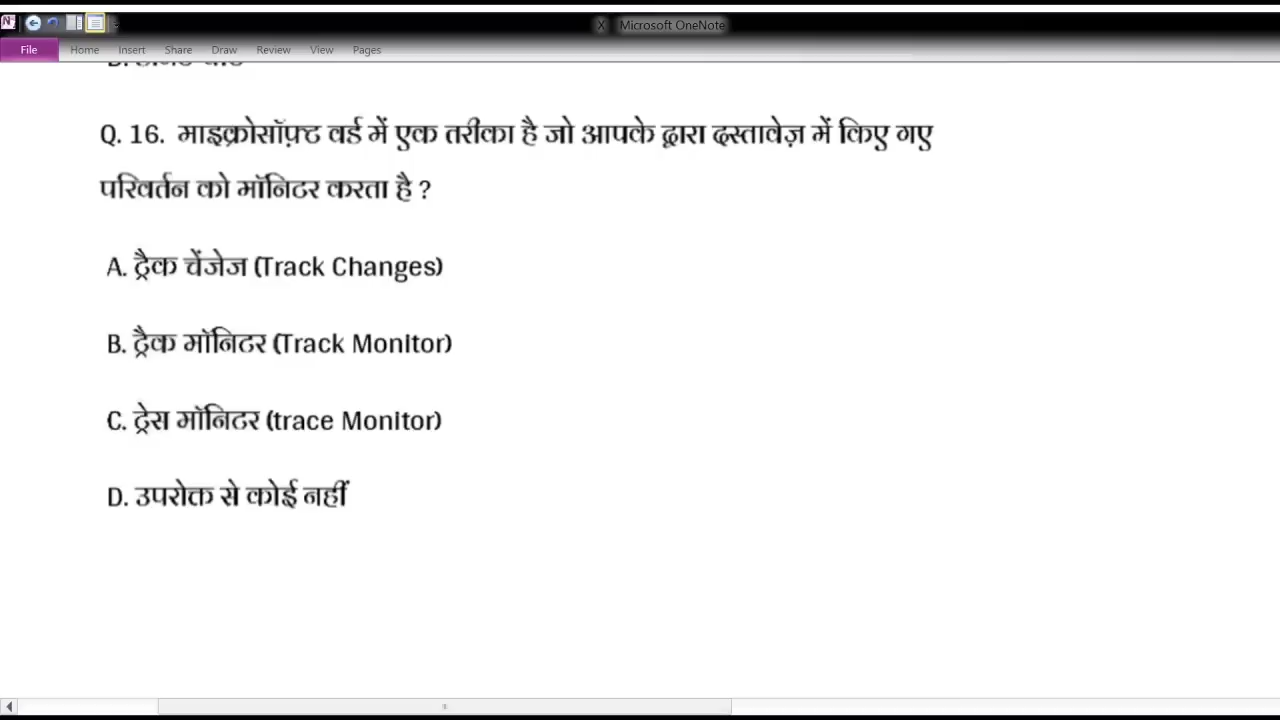 X Microsoft OneNote
File Home Insert Share Draw Review View Pages
Q. 16. माइक्रोसॉफ़्ट वर्ड में एक तरीका है जो आपके द्वारा दस्तावेज़ में किए गए
परिवर्तन को मॉनिटर करता है ?
A. ट्रैक चेंजेज (Track Changes)
B. ट्रैक मॉनिटर (Track Monitor)
C. ट्रेस मॉनिटर (trace Monitor)
D. उपरोक्त से कोई नहीं